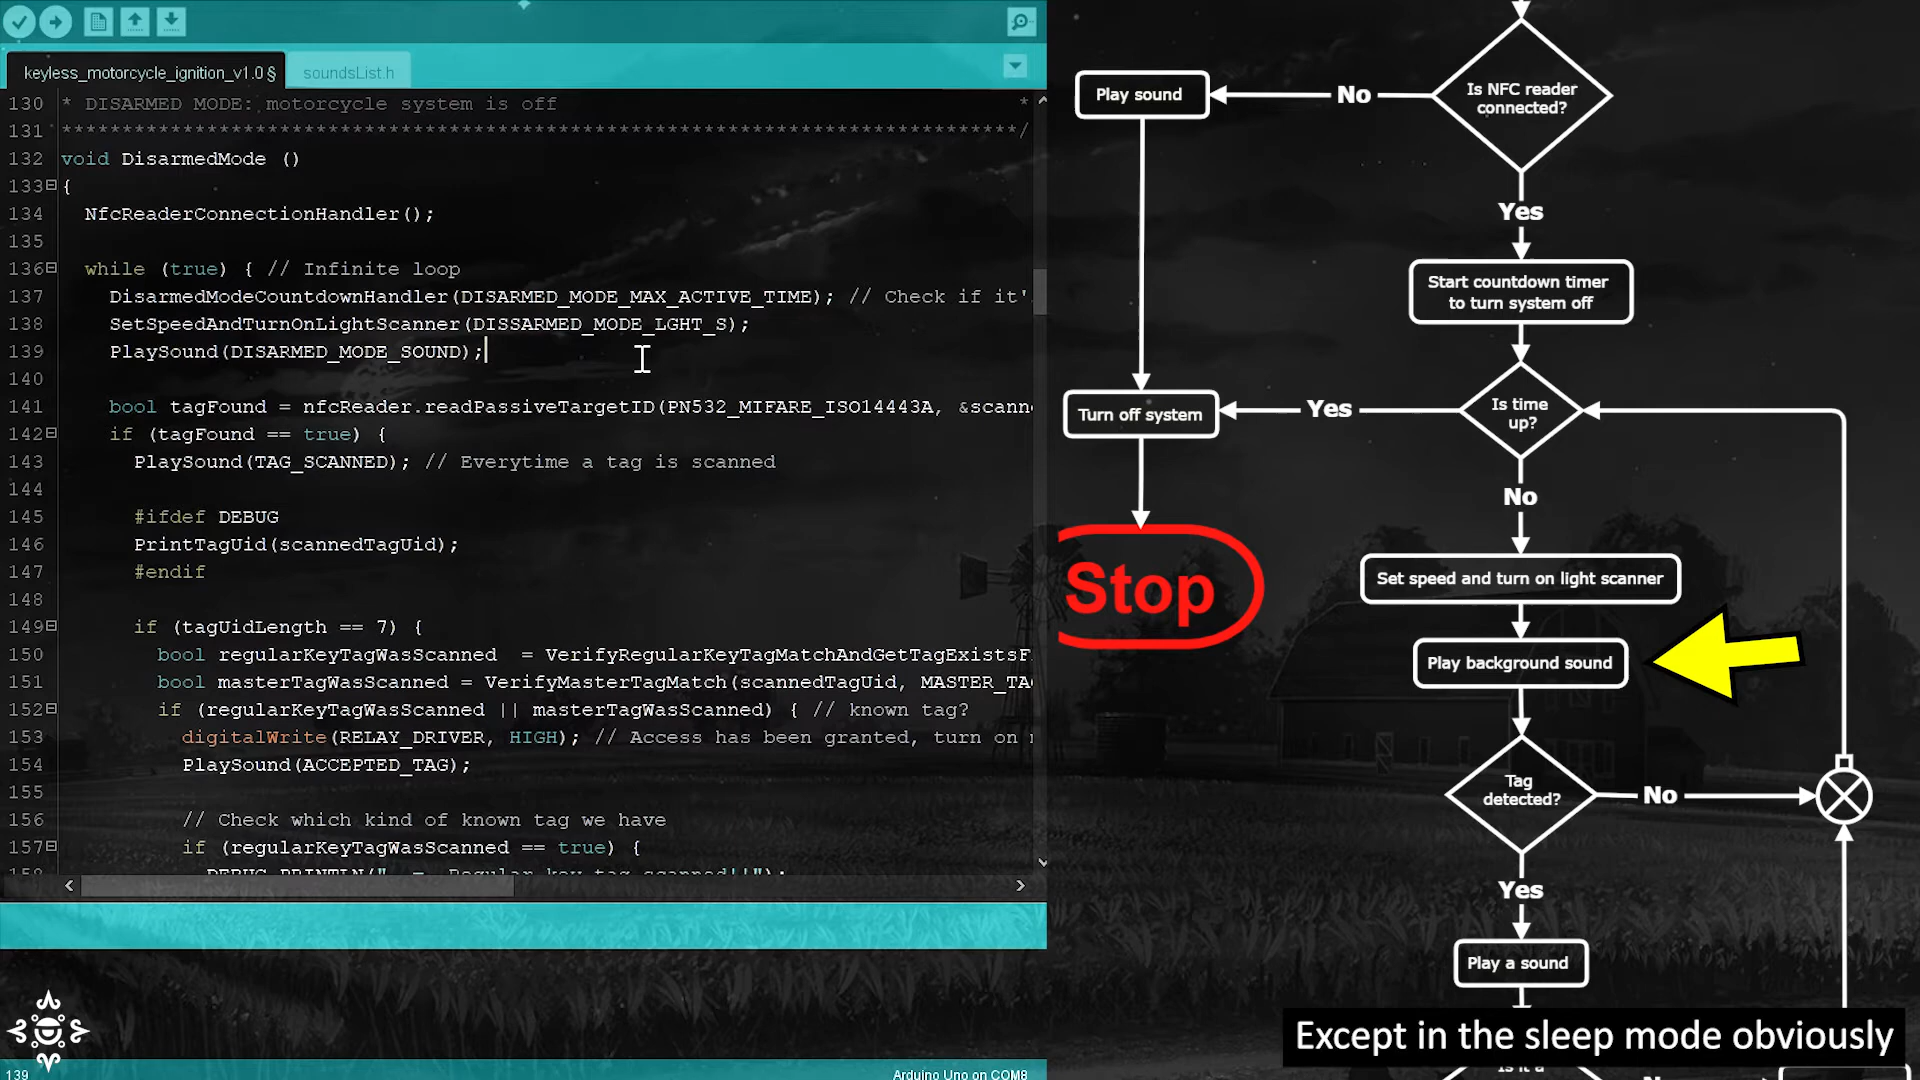 keyless_motorcycle_ignition_v1.0 §
soundsList.h
130 * DISARMED MODE: motorcycle system is off *
131 *******************************************************************************/
132 void DisarmedMode ()
133 {
134 NfcReaderConnectionHandler();
135
136 while (true) { // Infinite loop
137 DisarmedModeCountdownHandler(DISARMED_MODE_MAX_ACTIVE_TIME); // Check if it'
138 SetSpeedAndTurnOnLightScanner(DISSARMED_MODE_LGHT_S);
139 PlaySound(DISARMED_MODE_SOUND);
140
141 bool tagFound = nfcReader.readPassiveTargetID(PN532_MIFARE_ISO14443A, &scann
142 if (tagFound == true) {
143 PlaySound(TAG_SCANNED); // Everytime a tag is scanned
144
145 #ifdef DEBUG
146 PrintTagUid(scannedTagUid);
147 #endif
148
149 if (tagUidLength == 7) {
150 bool regularKeyTagWasScanned = VerifyRegularKeyTagMatchAndGetTagExistsF
151 bool masterTagWasScanned = VerifyMasterTagMatch(scannedTagUid, MASTER_TA
152 if (regularKeyTagWasScanned || masterTagWasScanned) { // known tag?
153 digitalWrite(RELAY_DRIVER, HIGH); // Access has been granted, turn on
154 PlaySound(ACCEPTED_TAG);
155
156 // Check which kind of known tag we have
157 if (regularKeyTagWasScanned == true) {
139
Arduino Uno on COM8
Is NFC reader
connected?
No
Play sound
Yes
Start countdown timer
to turn system off
Is time
up?
Yes
Turn off system
Stop
No
Set speed and turn on light scanner
Play background sound
Tag
detected?
No
Yes
Play a sound
Except in the sleep mode obviously